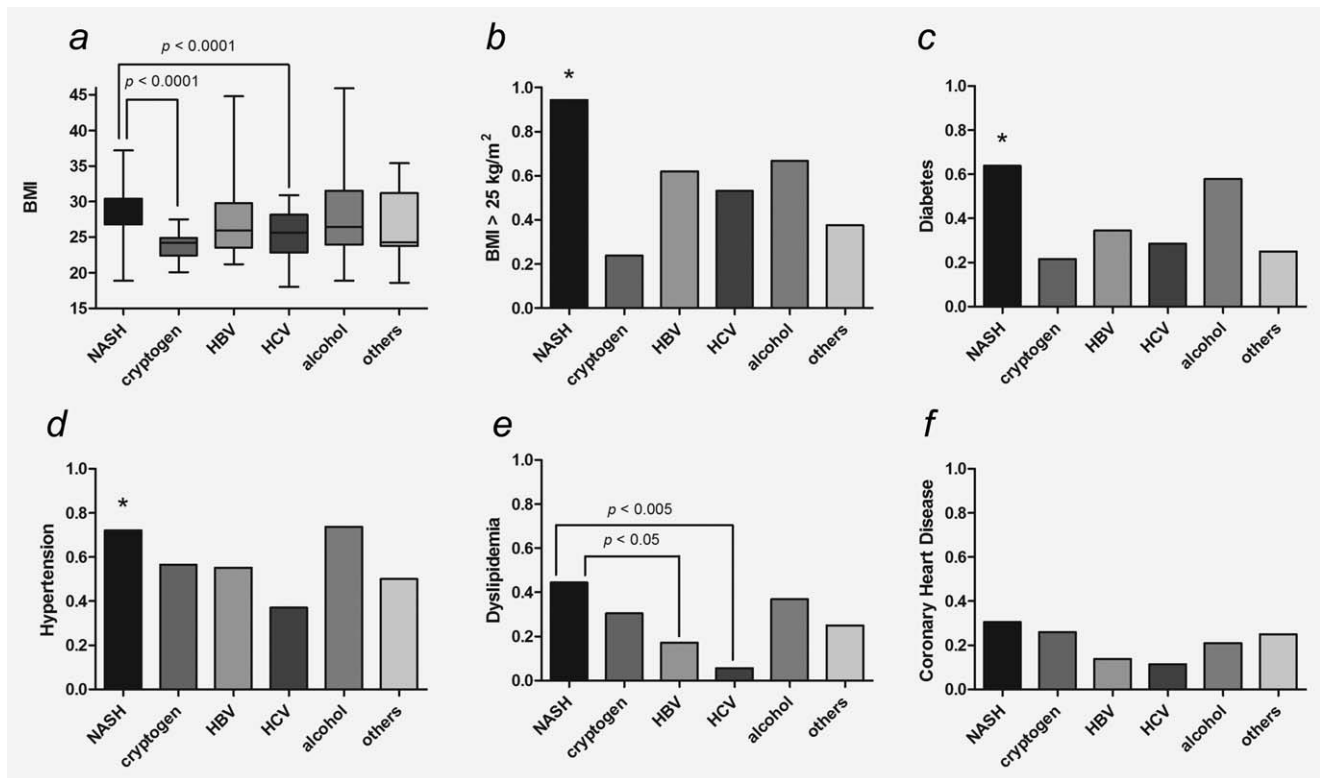 a
p < 0.0001
p < 0.0001
BMI
45
40
35
30
25
20
15
NASH
cryptogen
HBV
HCV
alcohol
others
b
*
BMI > 25 kg/m²
1.0
0.8
0.6
0.4
0.2
0.0
NASH
cryptogen
HBV
HCV
alcohol
others
c
*
Diabetes
1.0
0.8
0.6
0.4
0.2
0.0
NASH
cryptogen
HBV
HCV
alcohol
others
d
*
Hypertension
1.0
0.8
0.6
0.4
0.2
0.0
NASH
cryptogen
HBV
HCV
alcohol
others
e
p < 0.005
p < 0.05
Dyslipidemia
1.0
0.8
0.6
0.4
0.2
0.0
NASH
cryptogen
HBV
HCV
alcohol
others
f
Coronary Heart Disease
1.0
0.8
0.6
0.4
0.2
0.0
NASH
cryptogen
HBV
HCV
alcohol
others